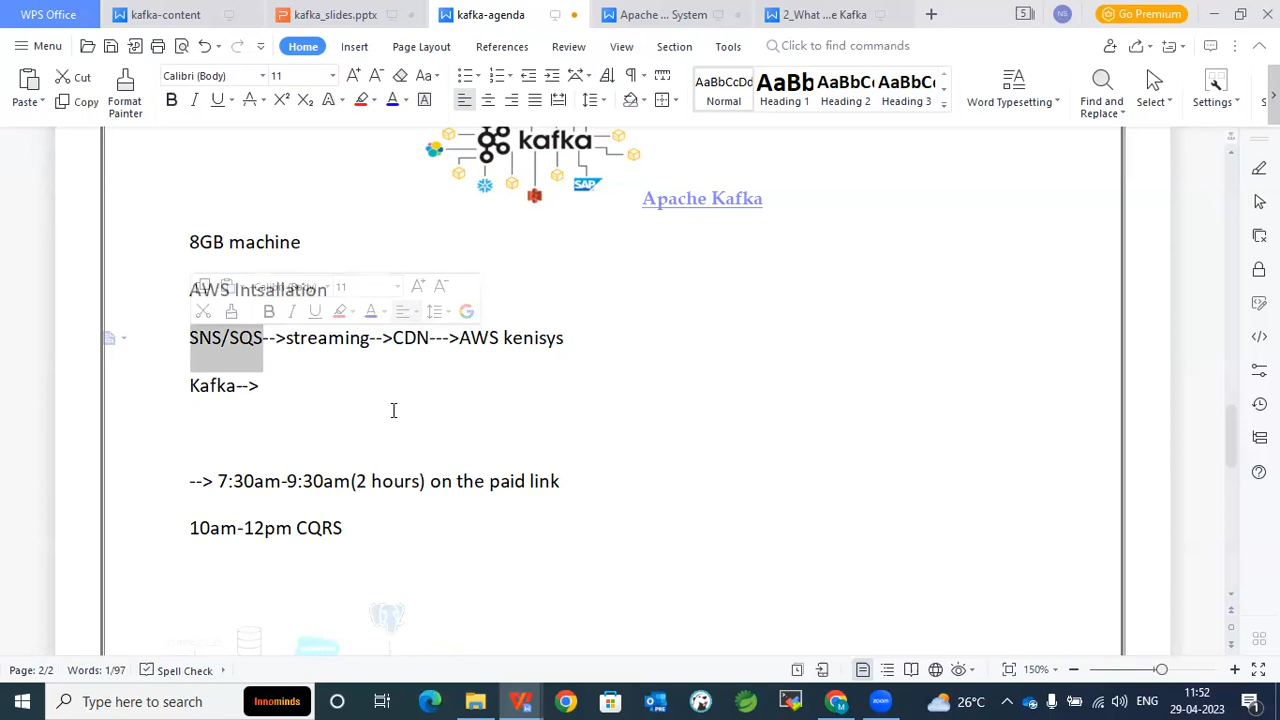 WPS Office
kafka-content
kafka_slides.pptx
kafka-agenda
Apache ... System
2_What ...e Kafka
NS
Go Premium
Menu
Home
Insert
Page Layout
References
Review
View
Section
Tools
Click to find commands
Paste
Cut
Copy
Format Painter
Calibri (Body)
11
AaBbCcDd
Normal
AaBb
Heading 1
AaBbC
Heading 2
AaBbC
Heading 3
Word Typesetting
Find and Replace
Select
Settings
kafka
SAP
Apache Kafka
8GB machine
AWS Intsallation
SNS/SQS-->streaming-->CDN--->AWS kenisys
Kafka-->
--> 7:30am-9:30am(2 hours) on the paid link
10am-12pm CQRS
Page: 2/2
Words: 1/97
Spell Check
150%
Type here to search
Innominds
26°C
ENG
11:52
29-04-2023